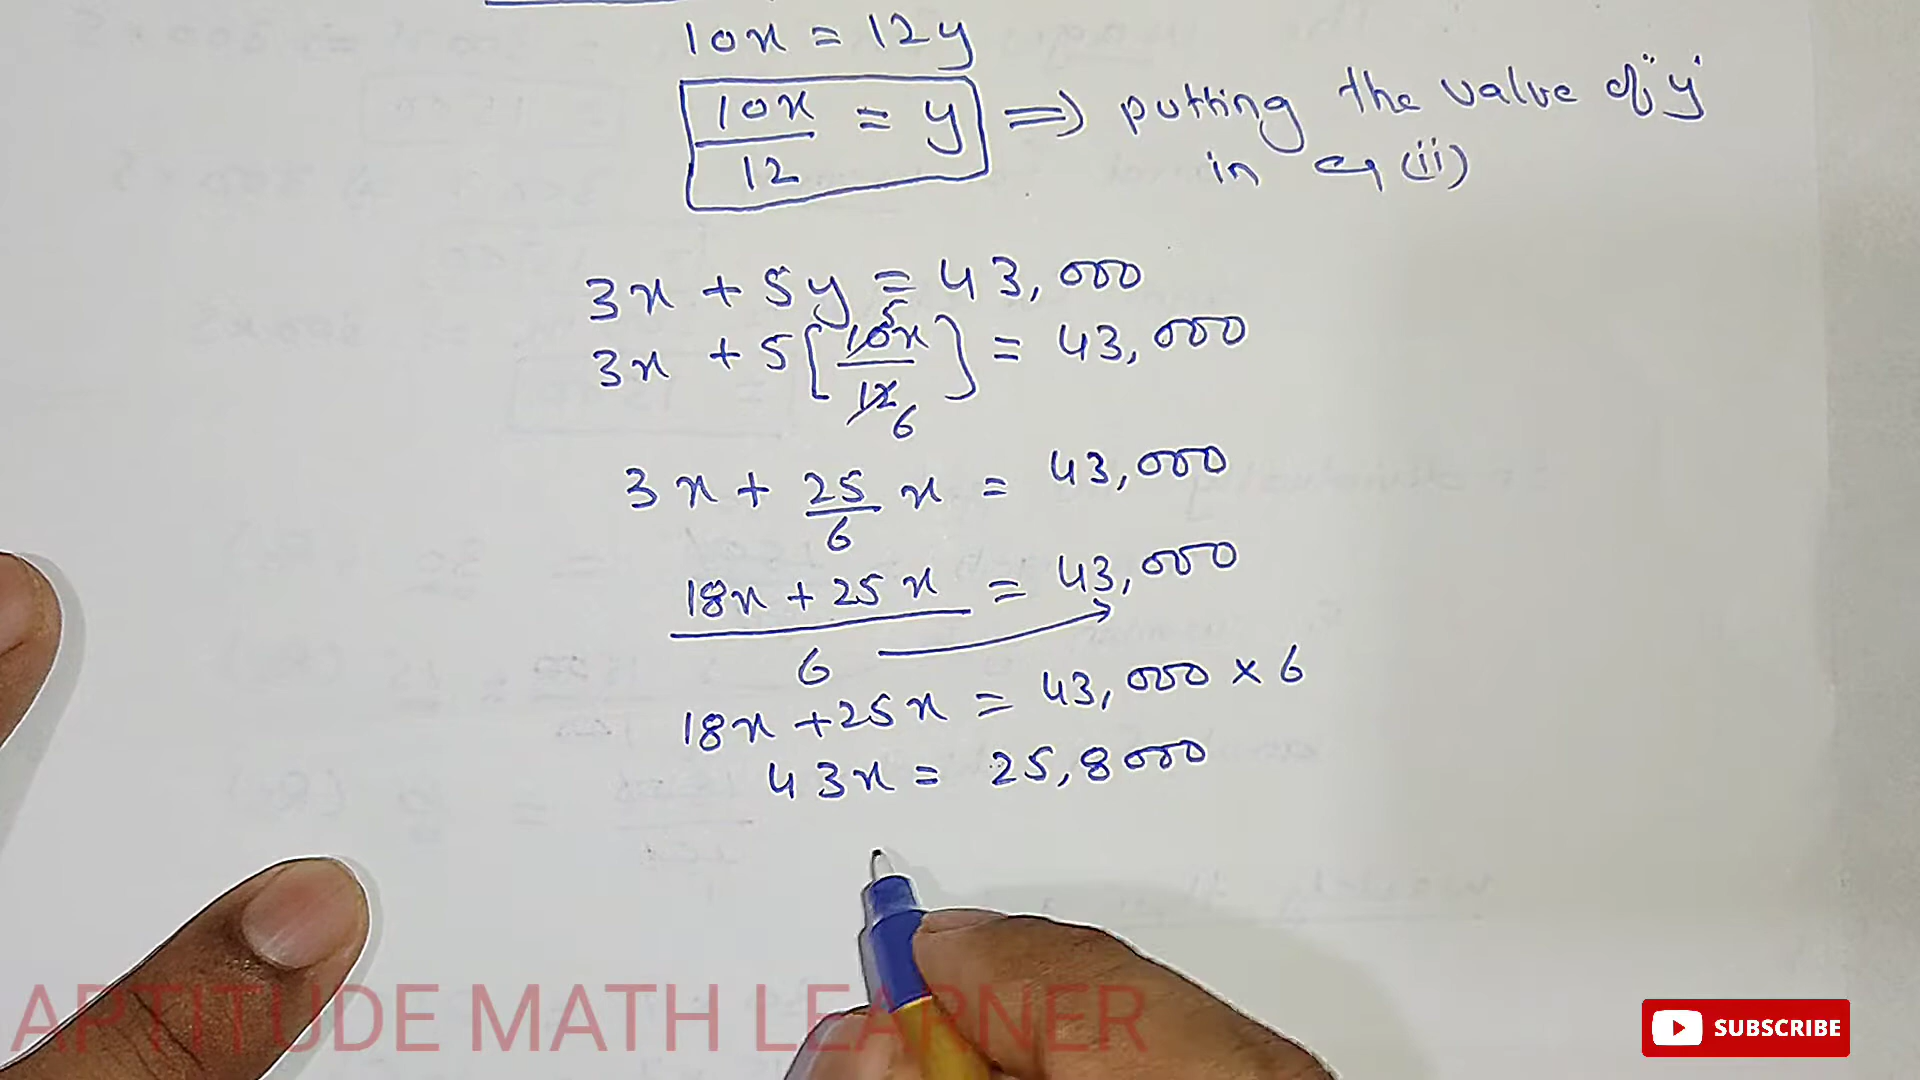 10x = 12y
10x/12 = y ⇒ putting the value of "y"
in eq (ii)
3x + 5y = 43,000
3x + 5[10x/12] = 43,000
5
6
3x + 25/6 x = 43,000
18x + 25x / 6 = 43,000
18x + 25x = 43,000 × 6
43x = 25,8000
APTITUDE MATH LEARNER
SUBSCRIBE